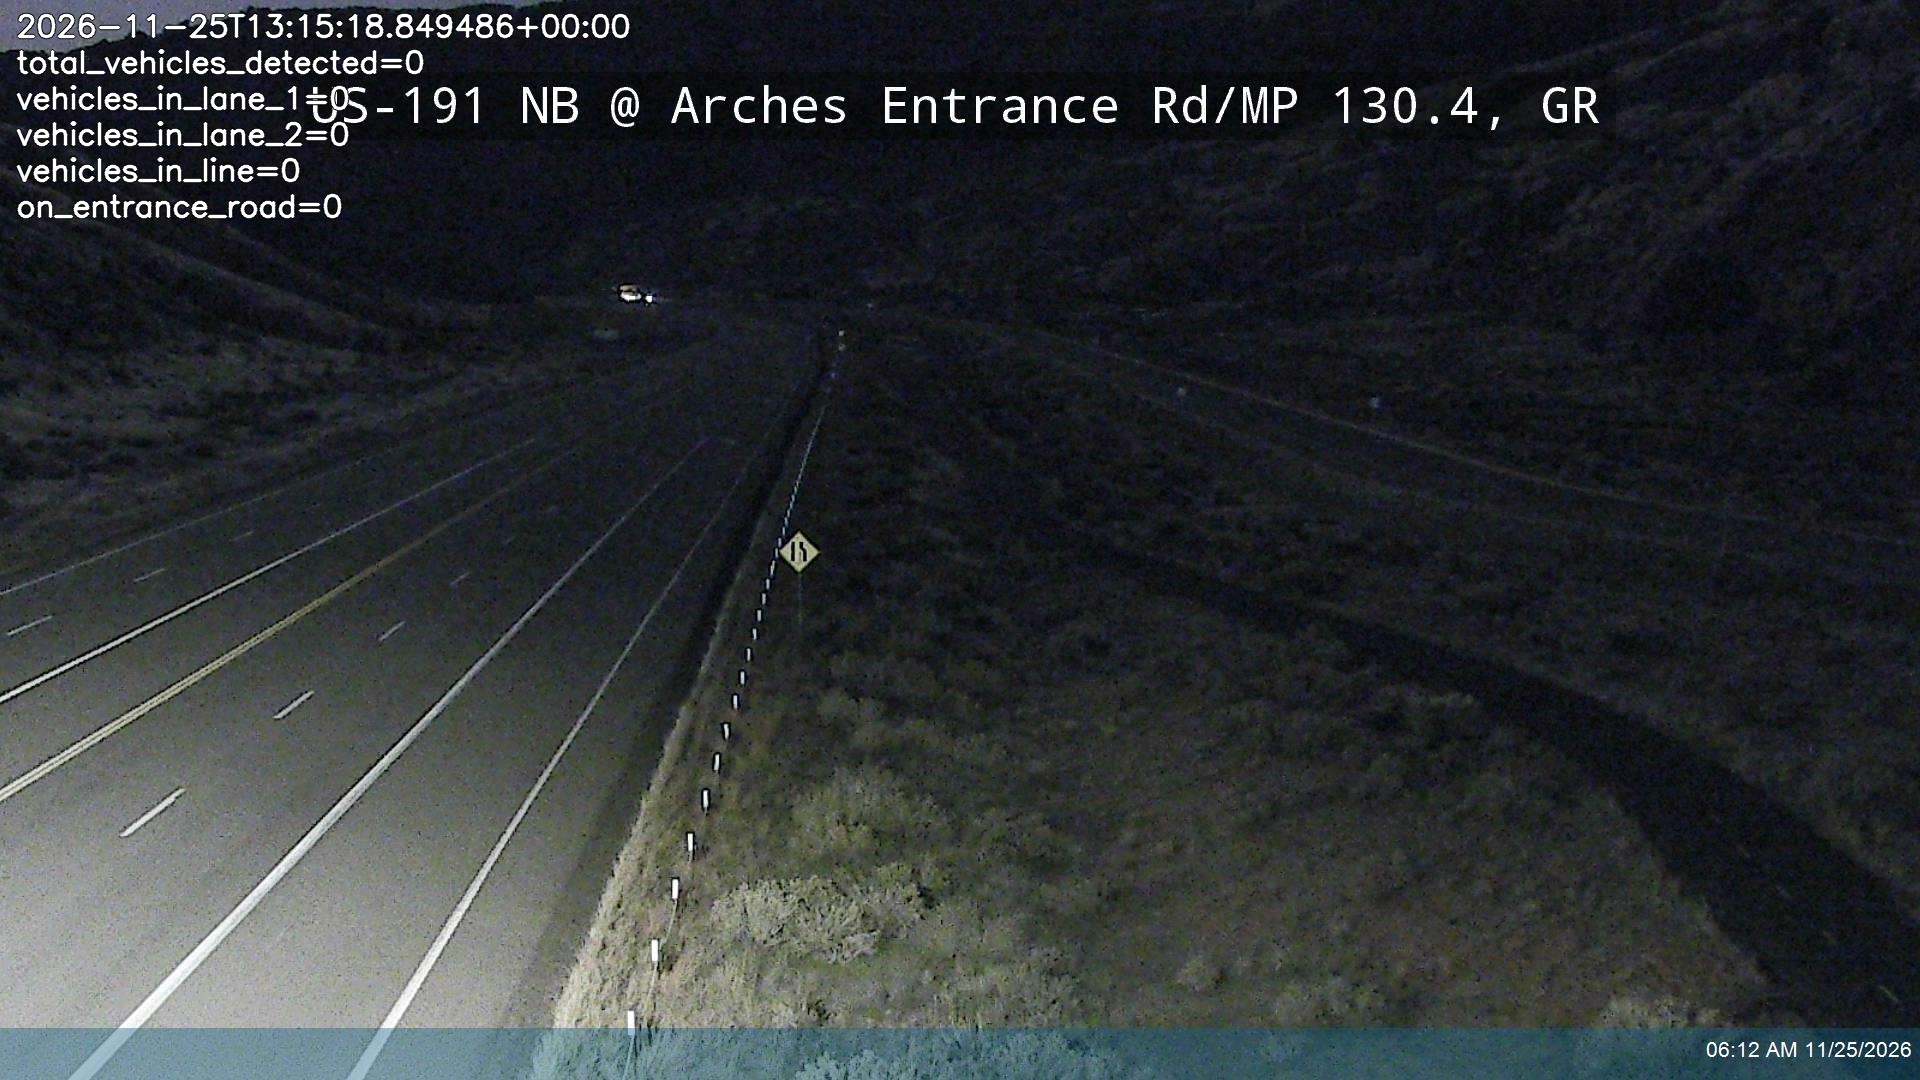 2026-11-25T13:15:18.849486+00:00
total_vehicles_detected=0
vehicles_in_lane_1=0
US-191 NB @ Arches Entrance Rd/MP 130.4, GR
vehicles_in_lane_2=0
vehicles_in_line=0
on_entrance_road=0
06:12 AM 11/25/2026